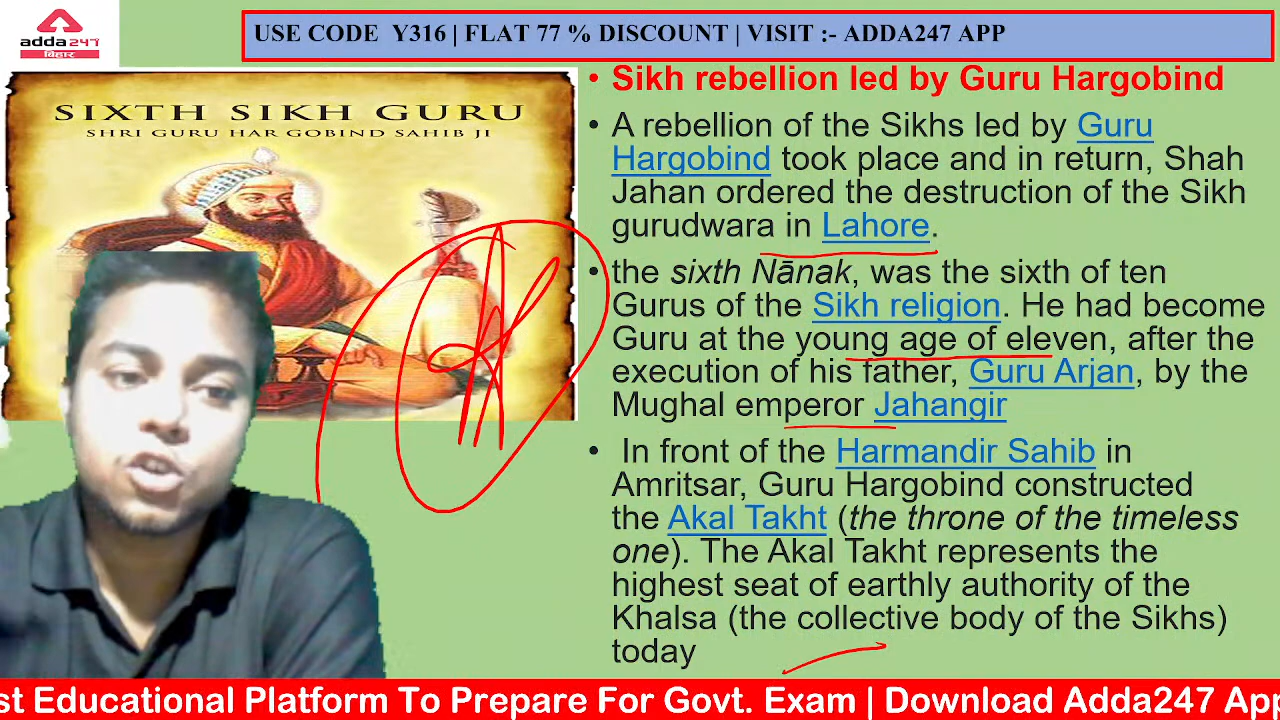 adda247
बिहार
USE CODE Y316 | FLAT 77 % DISCOUNT | VISIT :- ADDA247 APP
SIXTH SIKH GURU
SHRI GURU HAR GOBIND SAHIB JI
• Sikh rebellion led by Guru Hargobind
• A rebellion of the Sikhs led by Guru
Hargobind took place and in return, Shah
Jahan ordered the destruction of the Sikh
gurudwara in Lahore.
• the sixth Nānak, was the sixth of ten
Gurus of the Sikh religion. He had become
Guru at the young age of eleven, after the
execution of his father, Guru Arjan, by the
Mughal emperor Jahangir
• In front of the Harmandir Sahib in
Amritsar, Guru Hargobind constructed
the Akal Takht (the throne of the timeless
one). The Akal Takht represents the
highest seat of earthly authority of the
Khalsa (the collective body of the Sikhs)
today
st Educational Platform To Prepare For Govt. Exam | Download Adda247 App